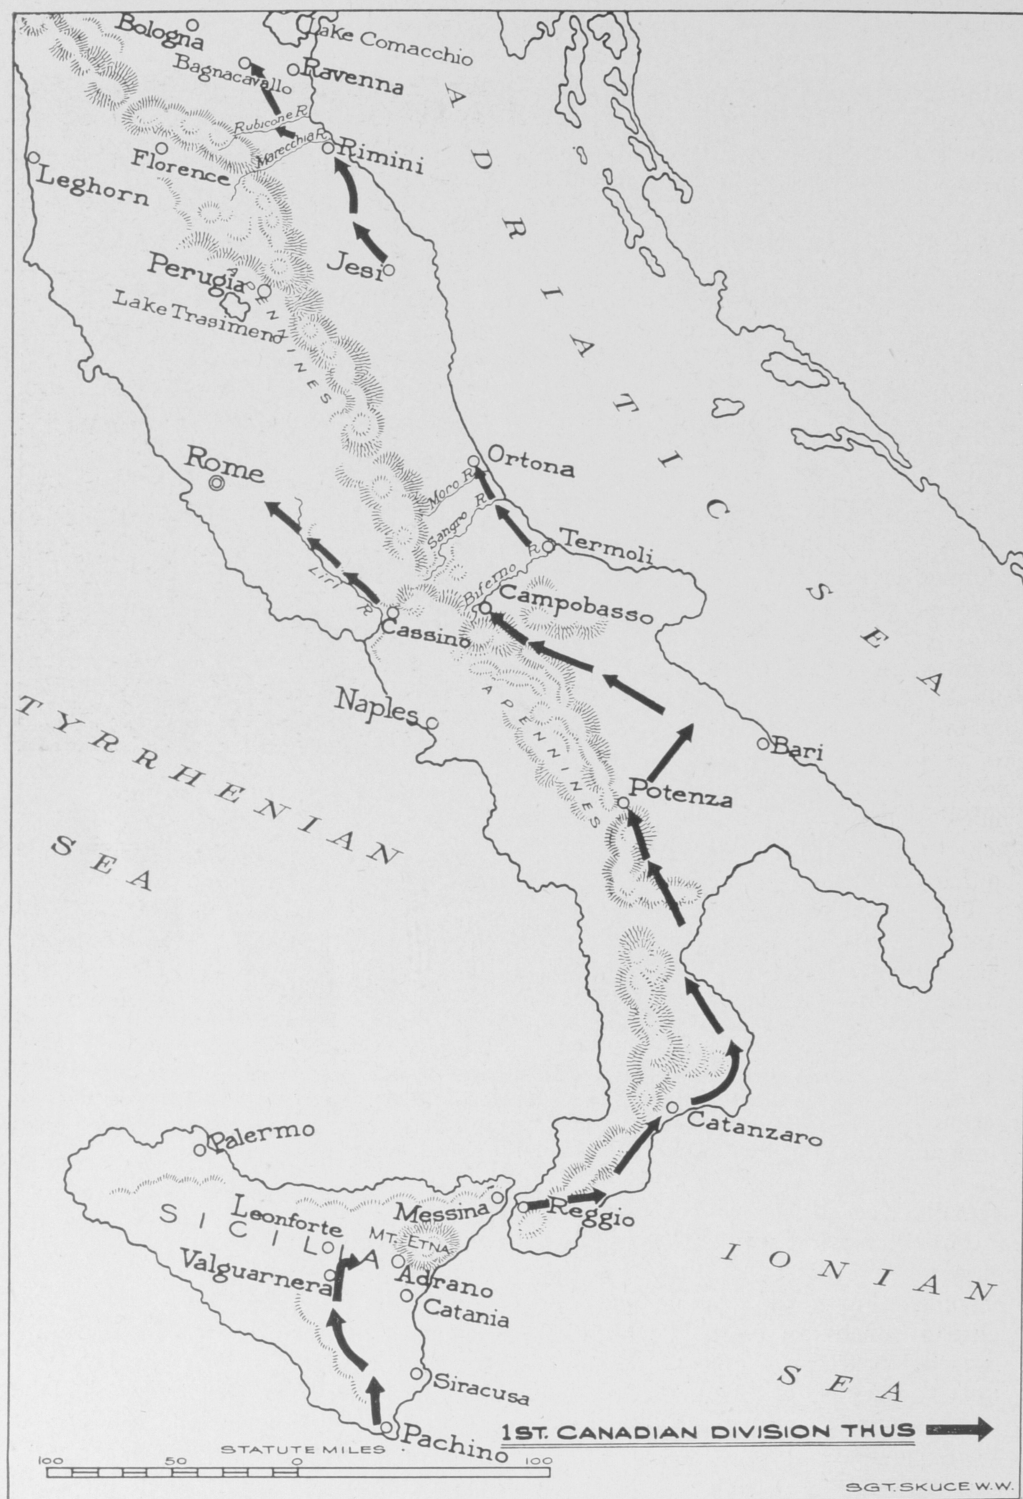 Bologna
Lake Comacchio
Bagnacavallo
Ravenna
Rubicone R.
Marecchia R.
Rimini
Florence
Leghorn
Jesi
Perugia
Lake Trasimeno
APENNINES
ADRIATIC SEA
Rome
Ortona
Moro R.
Sangro R.
Termoli
Biferno R.
Liri R.
Campobasso
Cassino
Naples
APENNINES
Bari
Potenza
TYRRHENIAN
SEA
Catanzaro
Palermo
Messina
Reggio
SICILIA
Leonforte
MT. ETNA
Valguarnera
Adrano
Catania
IONIAN
SEA
Siracusa
Pachino
1ST. CANADIAN DIVISION THUS
STATUTE MILES
100 50 0 100
SGT. SKUCE W.W.